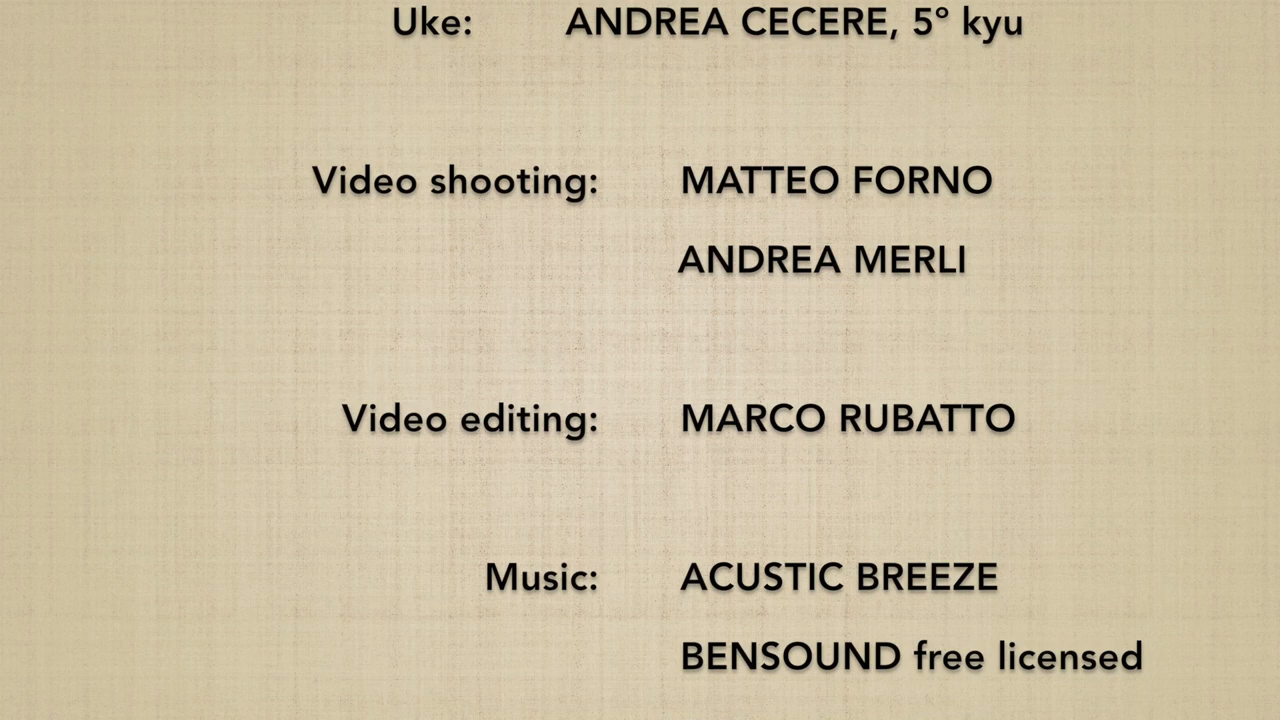 Uke: ANDREA CECERE, 5° kyu
Video shooting: MATTEO FORNO
ANDREA MERLI
Video editing: MARCO RUBATTO
Music: ACUSTIC BREEZE
BENSOUND free licensed